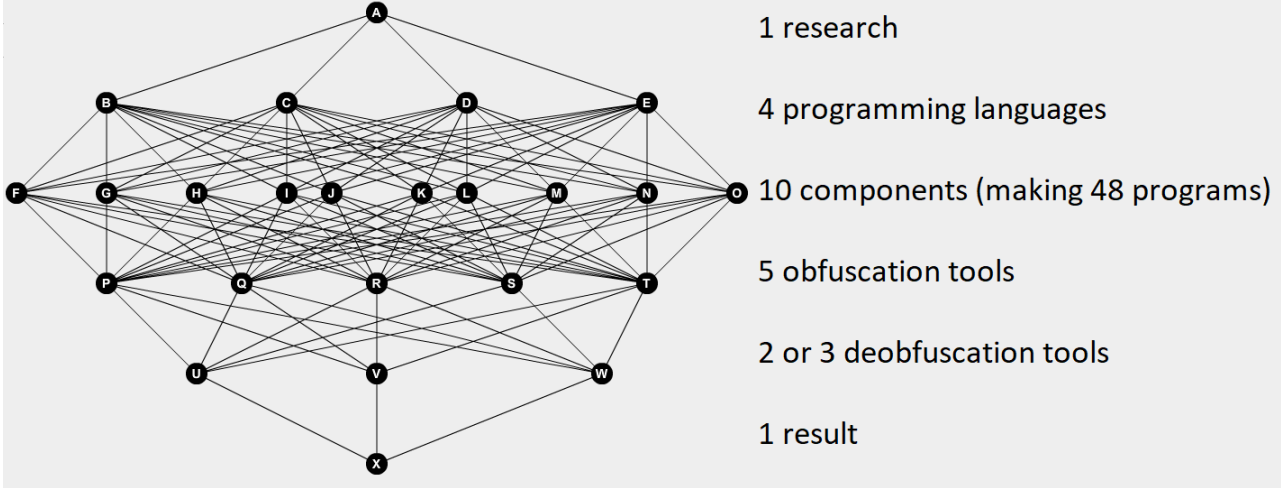 A
1 research
B C D E
4 programming languages
F G H I J K L M N O
10 components (making 48 programs)
P Q R S T
5 obfuscation tools
U V W
2 or 3 deobfuscation tools
1 result
X